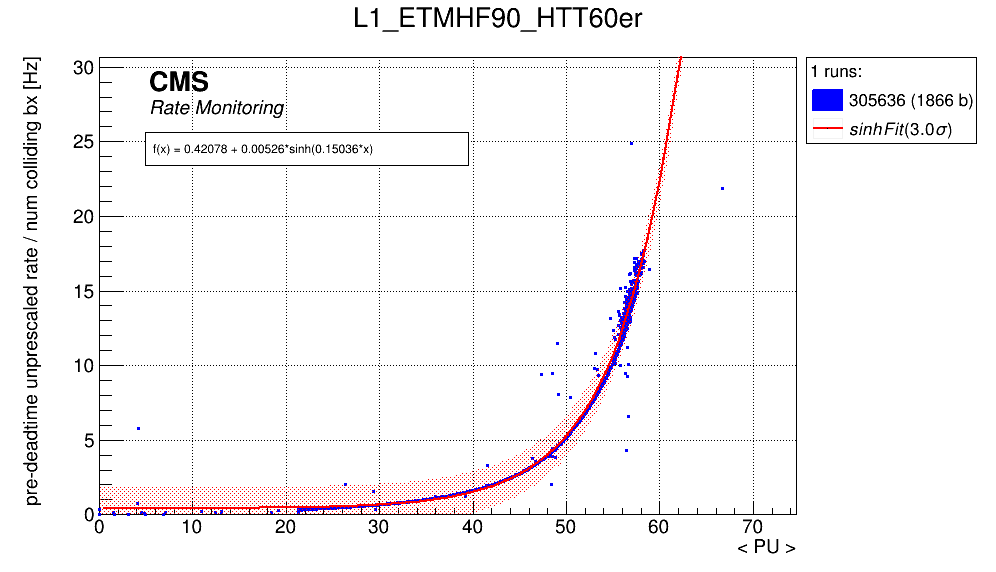 L1_ETMHF90_HTT60er
pre-deadtime unprescaled rate / num colliding bx [Hz]
CMS
Rate Monitoring
f(x) = 0.42078 + 0.00526*sinh(0.15036*x)
1 runs:
305636 (1866 b)
sinhFit(3.0σ)
30
25
20
15
10
5
0
0 10 20 30 40 50 60 70
< PU >